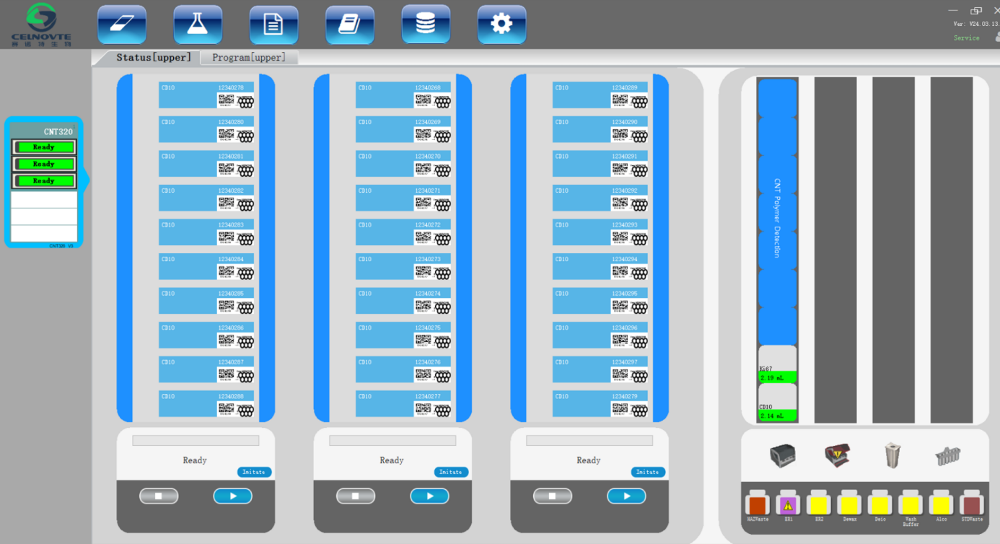 CELNOVTE
赛诺特生物
Ver: V24.03.13.
Service
Status[upper]
Program[upper]
CNT320
Ready
Ready
Ready
CNT320 V3
CD10 12340278
CD10 12340280
CD10 12340281
CD10 12340282
CD10 12340283
CD10 12340284
CD10 12340285
CD10 12340286
CD10 12340287
CD10 12340288
Ready
Imitate
CD10 12340268
CD10 12340269
CD10 12340270
CD10 12340271
CD10 12340272
CD10 12340273
CD10 12340274
CD10 12340275
CD10 12340276
CD10 12340277
Ready
Imitate
CD10 12340289
CD10 12340290
CD10 12340291
CD10 12340292
CD10 12340293
CD10 12340294
CD10 12340295
CD10 12340296
CD10 12340297
CD10 12340279
Ready
Imitate
CNT Polymer Detection
Ki67
2.19 mL
CD10
2.14 mL
HAZWaste
ER1
ER2
Dewax
Deio
Wash
Buffer
Alco
STDWaste